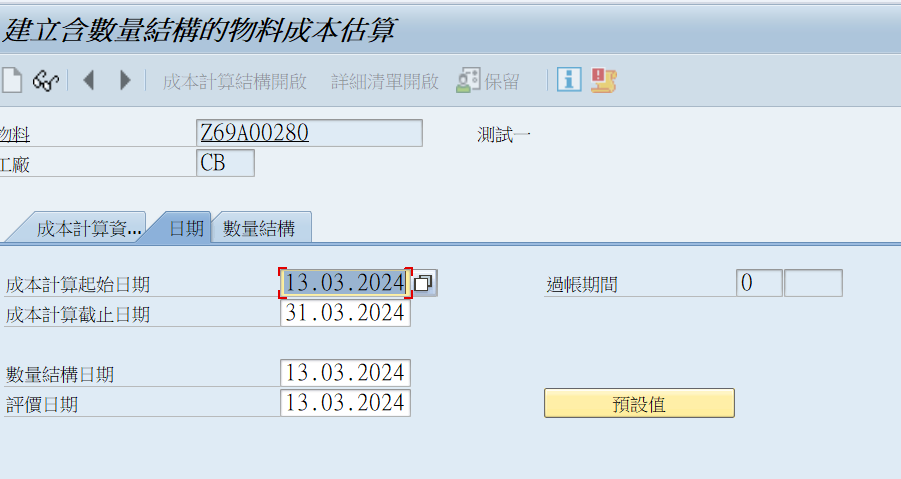 建立含數量結構的物料成本估算
成本計算結構開啟 詳細清單開啟 保留
物料 Z69A00280 測試一
工廠 CB
成本計算資... 日期 數量結構
成本計算起始日期 13.03.2024 過帳期間 0
成本計算截止日期 31.03.2024
數量結構日期 13.03.2024
評價日期 13.03.2024 預設值